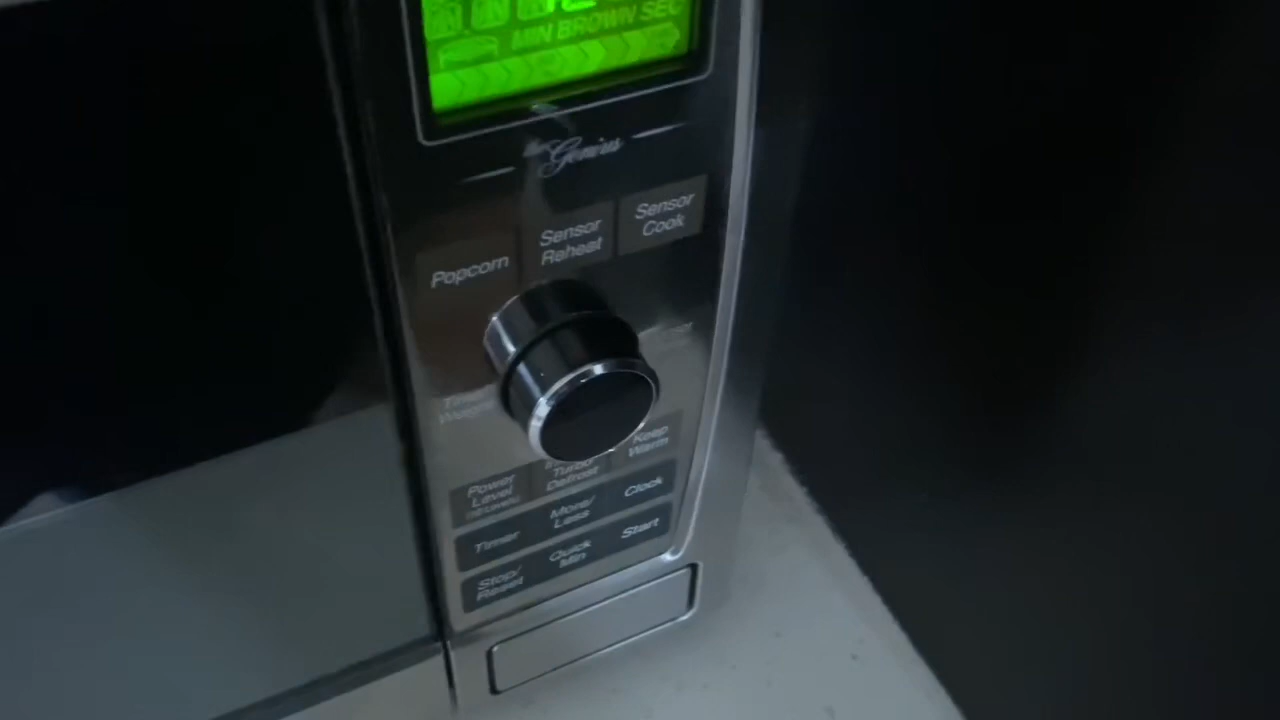 MIN BROWN SEC
the Genius
Popcorn
Sensor
Reheat
Sensor
Cook
Keep
Warm
Power
Level
Turbo
Defrost
Timer
More/
Less
Clock
Stop/
Reset
Quick
Min
Start